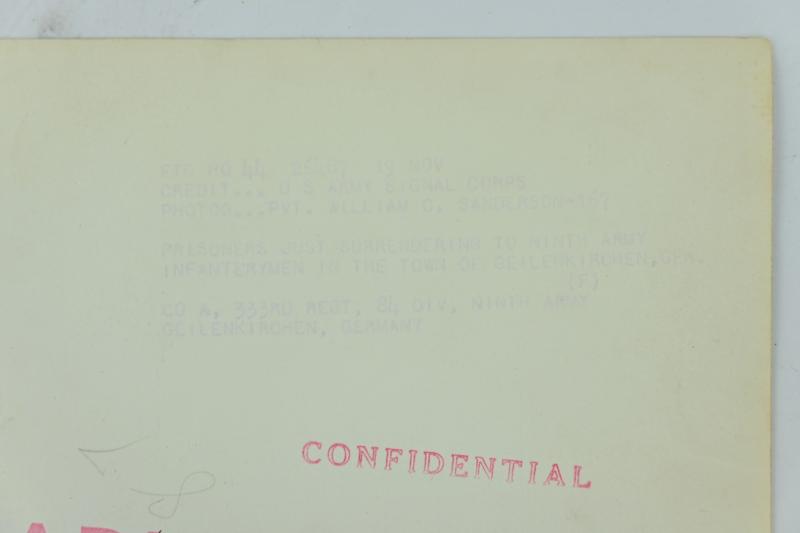 ETO HQ 44 19 NOV
CREDIT... U S ARMY SIGNAL CORPS
PHOTOG...PVT. WILLIAM C. SANDERSON-167
PRISONERS JUST SURRENDERING TO NINTH ARMY
INFANTERYMEN IN THE TOWN OF GEILENKIRCHEN,GER.
(F)
CO A, 333RD REGT, 84 DIV, NINTH ARMY
GEILENKIRCHEN, GERMANY
CONFIDENTIAL